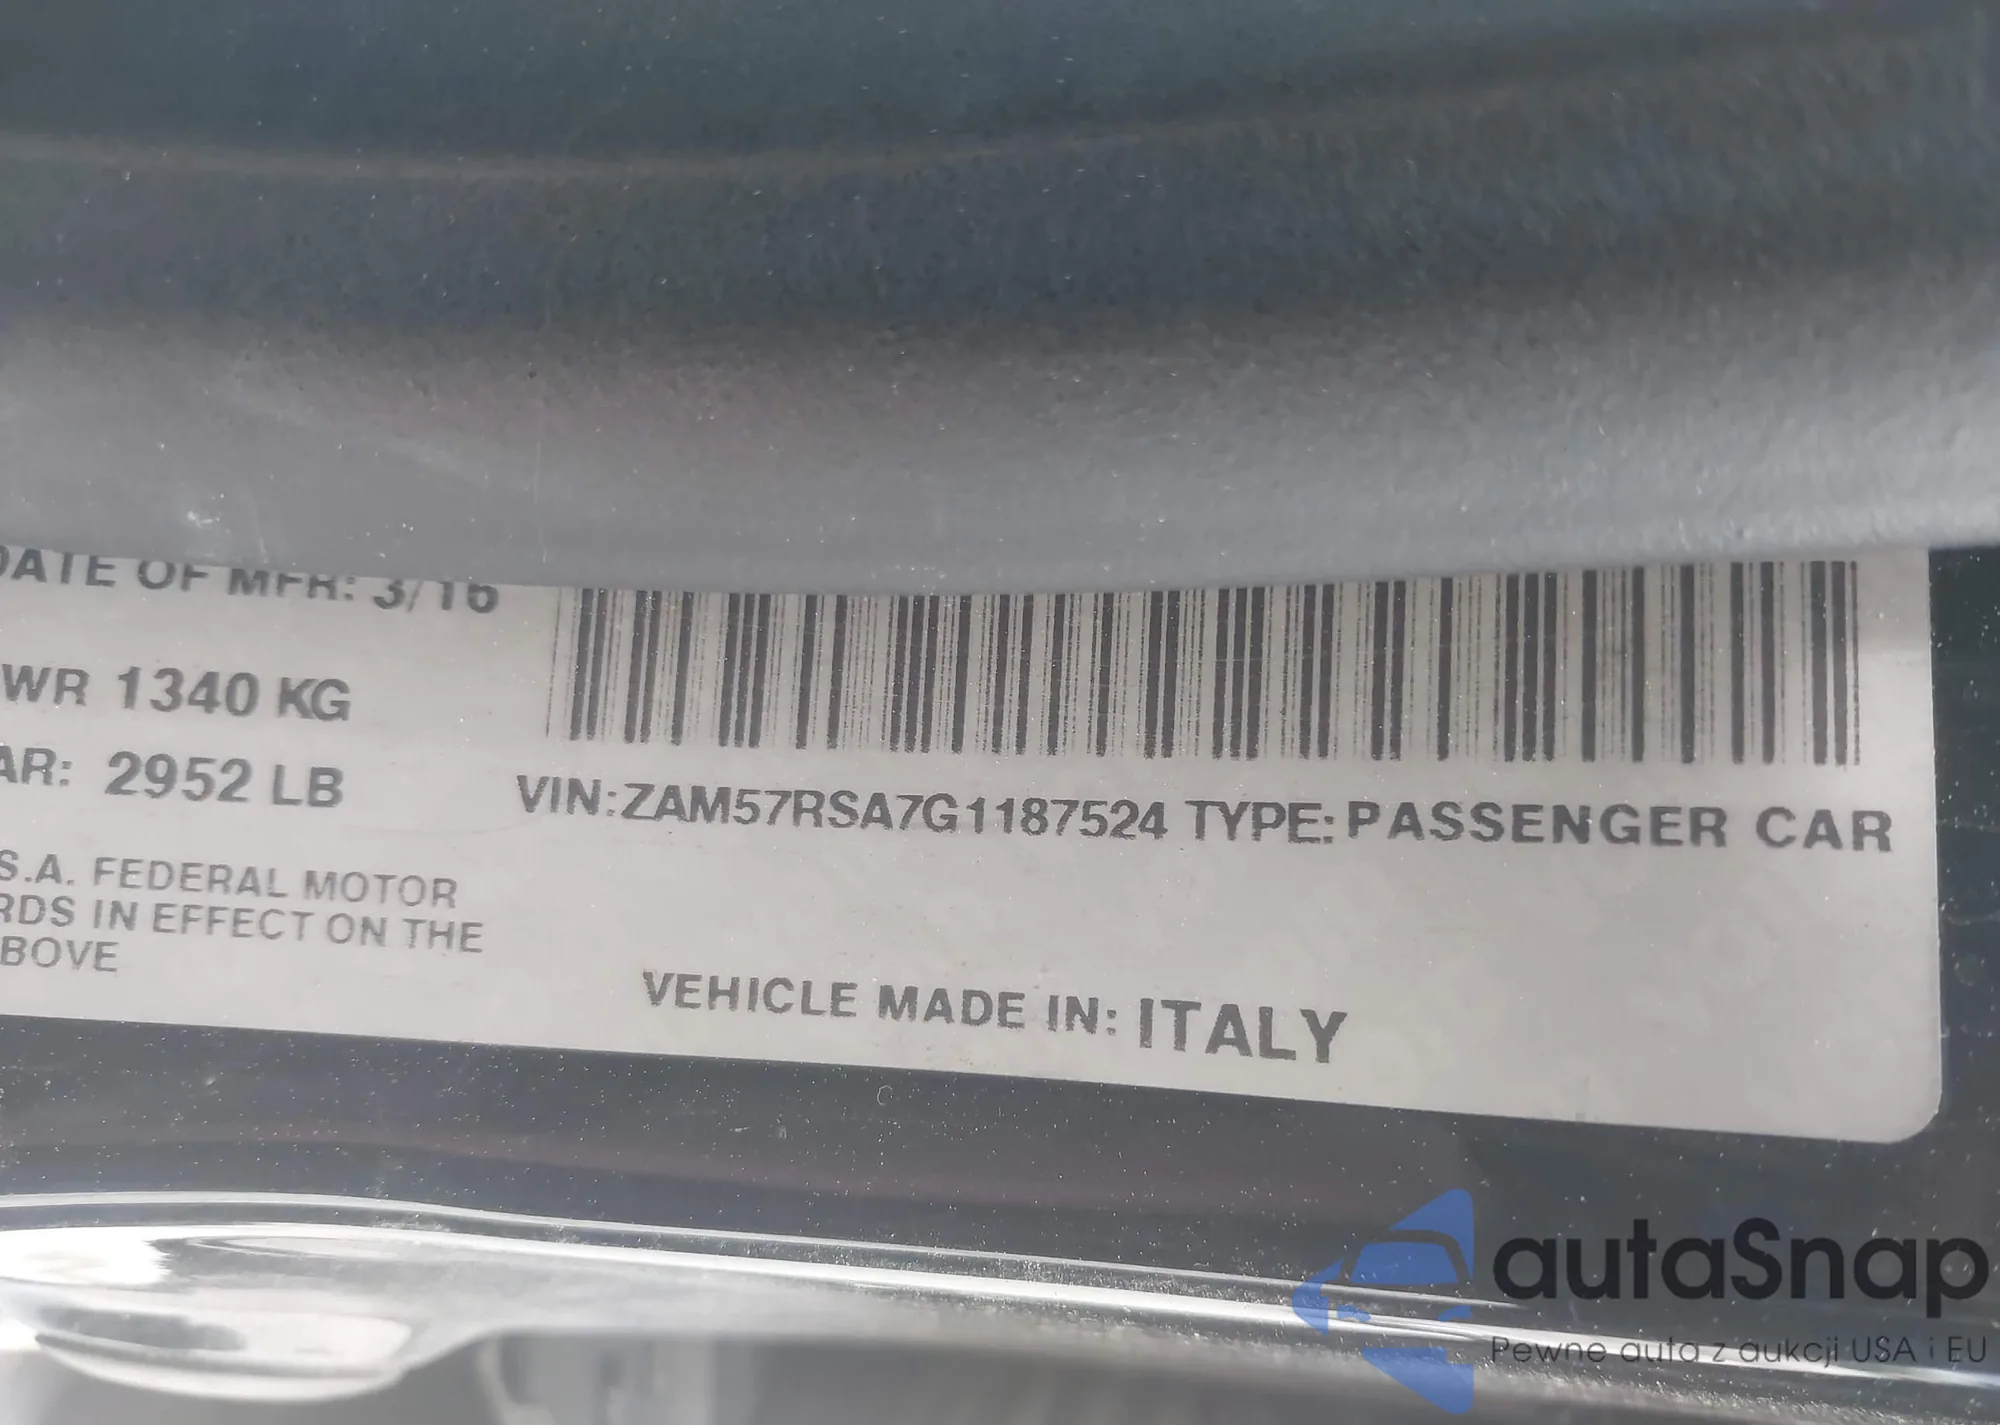 DATE OF MFR: 3/16
WR 1340 KG
AR: 2952 LB
VIN:ZAM57RSA7G1187524 TYPE:PASSENGER CAR
S.A. FEDERAL MOTOR
RDS IN EFFECT ON THE
BOVE
VEHICLE MADE IN: ITALY
autaSnap
Pewne auta z aukcji USA i EU